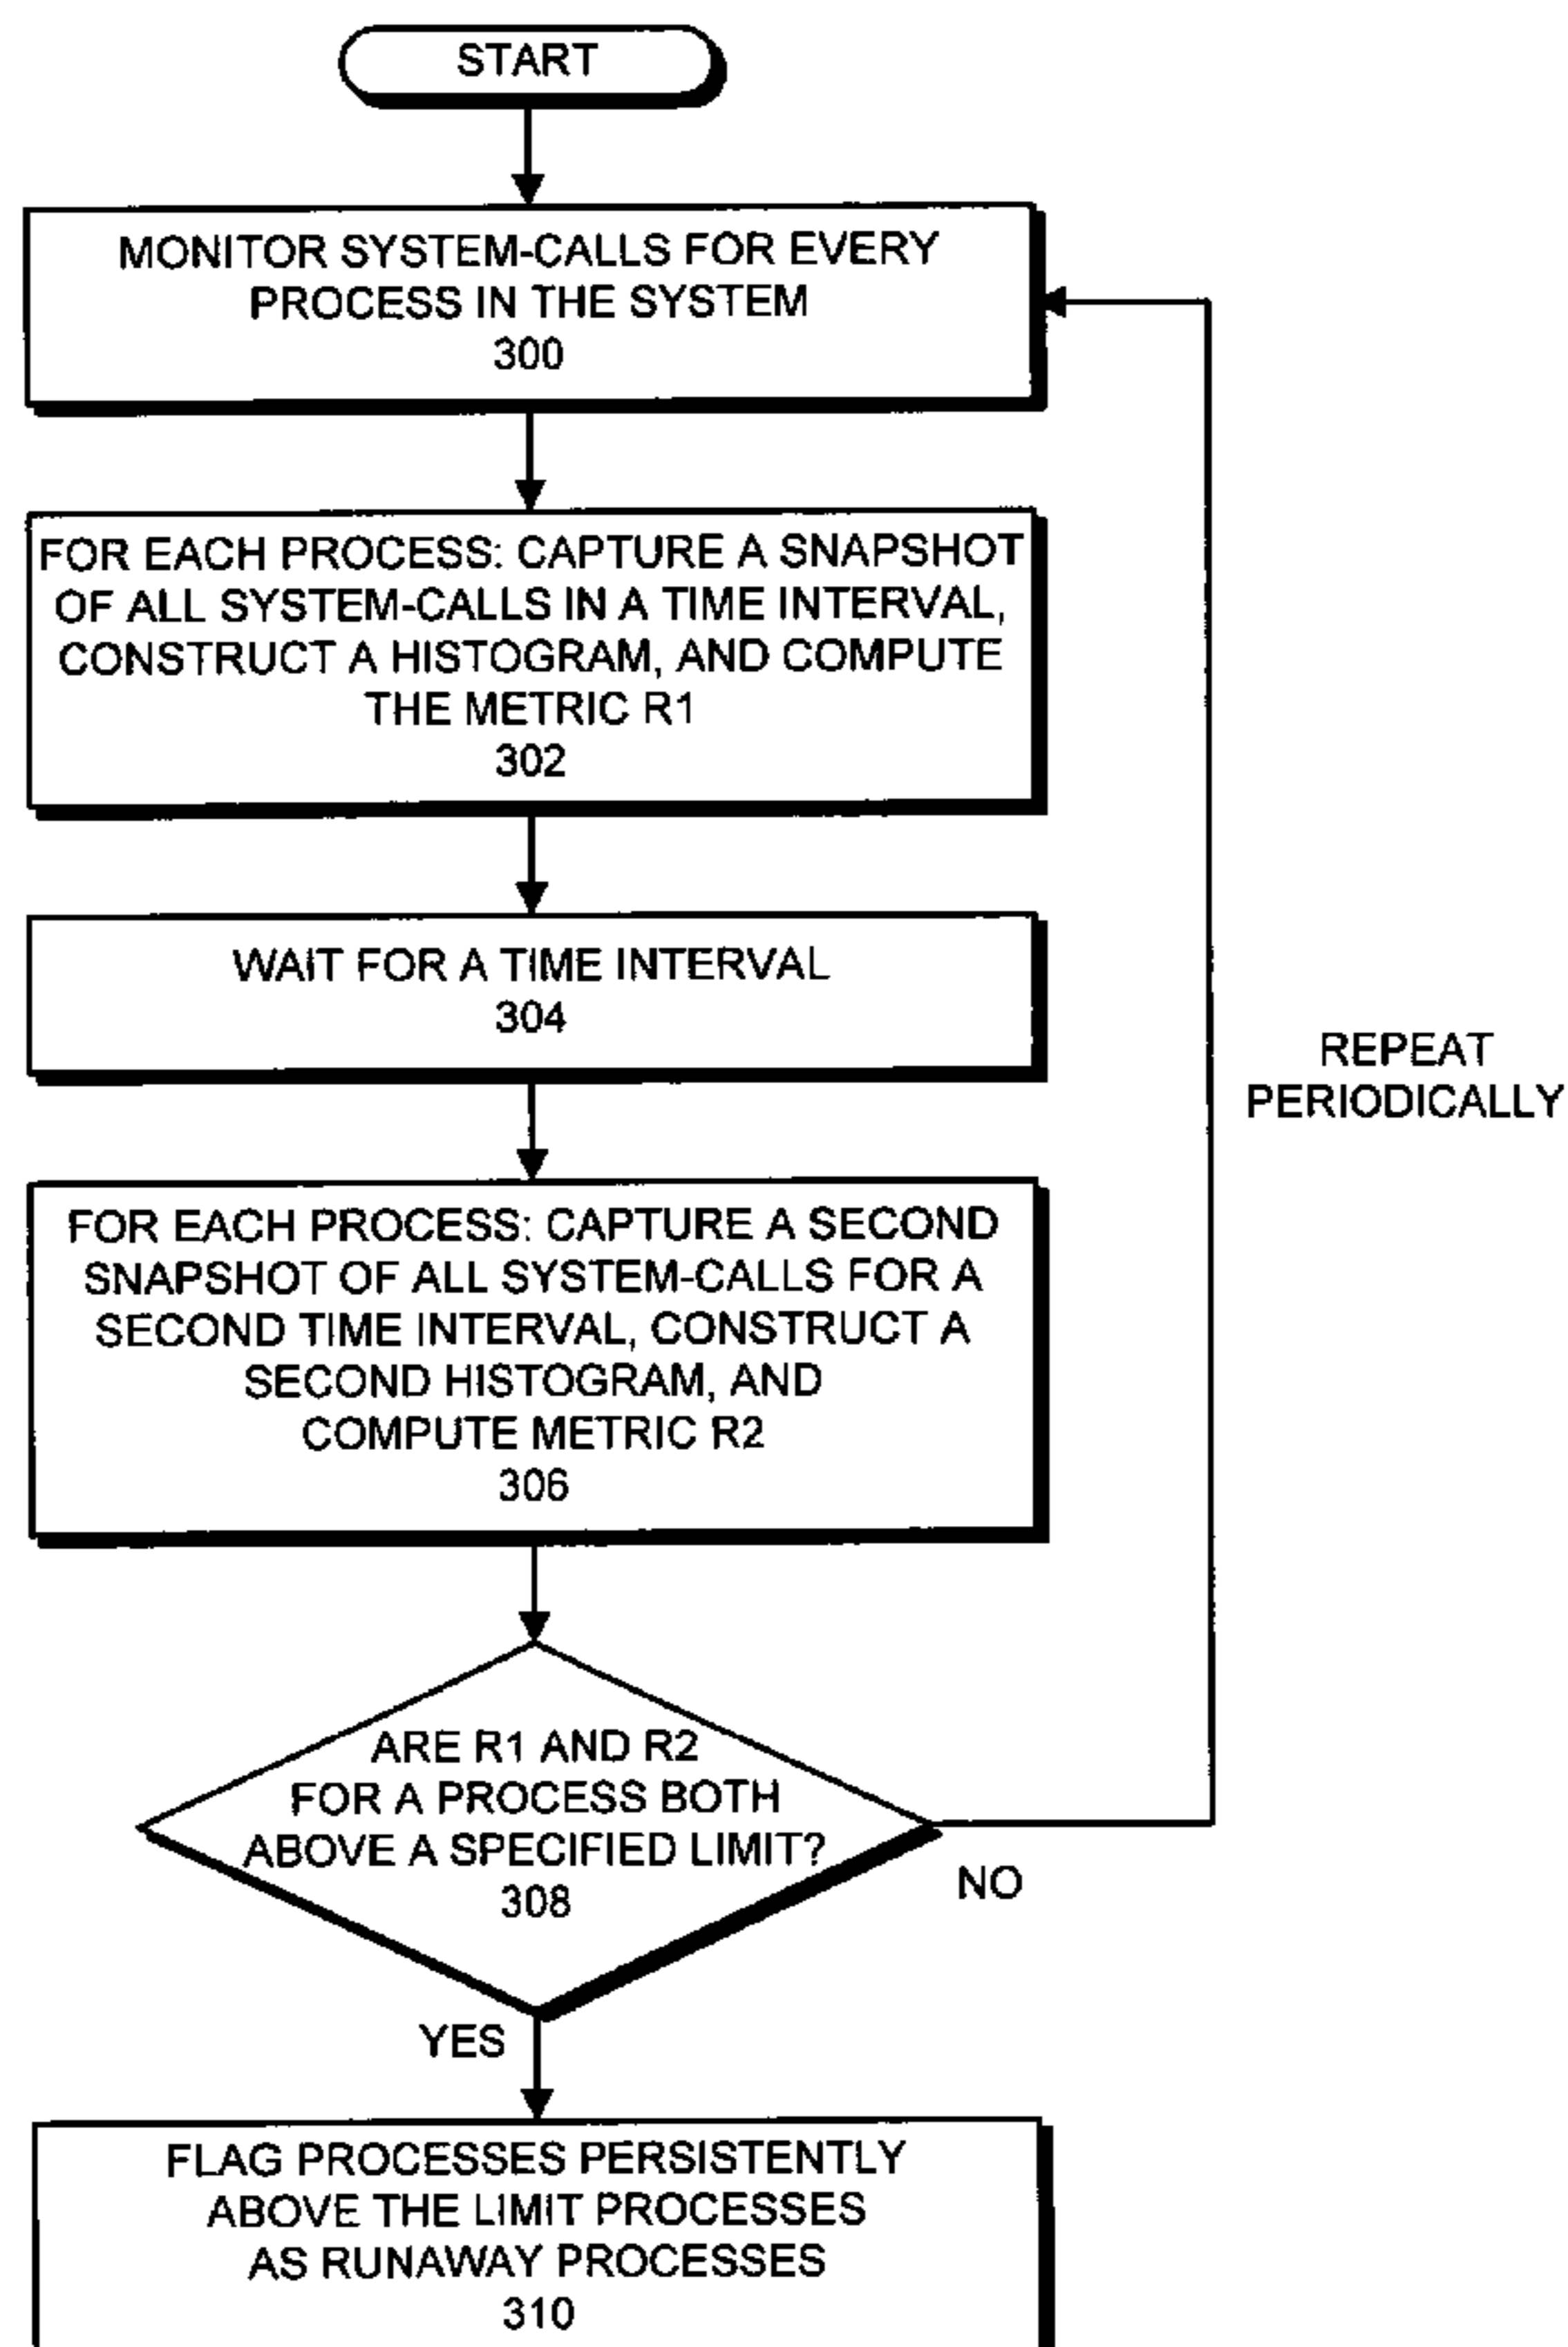 START
MONITOR SYSTEM-CALLS FOR EVERY
PROCESS IN THE SYSTEM
300
FOR EACH PROCESS: CAPTURE A SNAPSHOT
OF ALL SYSTEM-CALLS IN A TIME INTERVAL,
CONSTRUCT A HISTOGRAM, AND COMPUTE
THE METRIC R1
302
WAIT FOR A TIME INTERVAL
304
REPEAT
PERIODICALLY
FOR EACH PROCESS: CAPTURE A SECOND
SNAPSHOT OF ALL SYSTEM-CALLS FOR A
SECOND TIME INTERVAL, CONSTRUCT A
SECOND HISTOGRAM, AND
COMPUTE METRIC R2
306
ARE R1 AND R2
FOR A PROCESS BOTH
ABOVE A SPECIFIED LIMIT?
308
NO
YES
FLAG PROCESSES PERSISTENTLY
ABOVE THE LIMIT PROCESSES
AS RUNAWAY PROCESSES
310